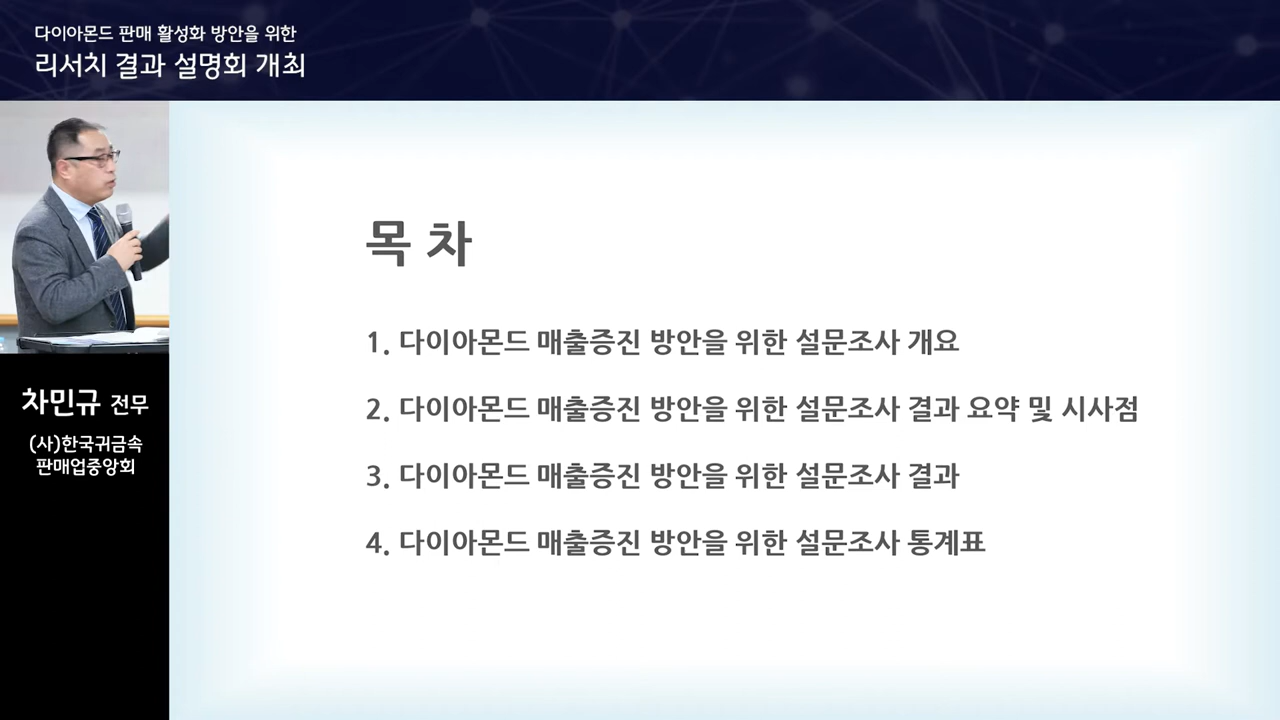 다이아몬드 판매 활성화 방안을 위한
리서치 결과 설명회 개최
차민규 전무
(사)한국귀금속
판매업중앙회
목 차
1. 다이아몬드 매출증진 방안을 위한 설문조사 개요
2. 다이아몬드 매출증진 방안을 위한 설문조사 결과 요약 및 시사점
3. 다이아몬드 매출증진 방안을 위한 설문조사 결과
4. 다이아몬드 매출증진 방안을 위한 설문조사 통계표